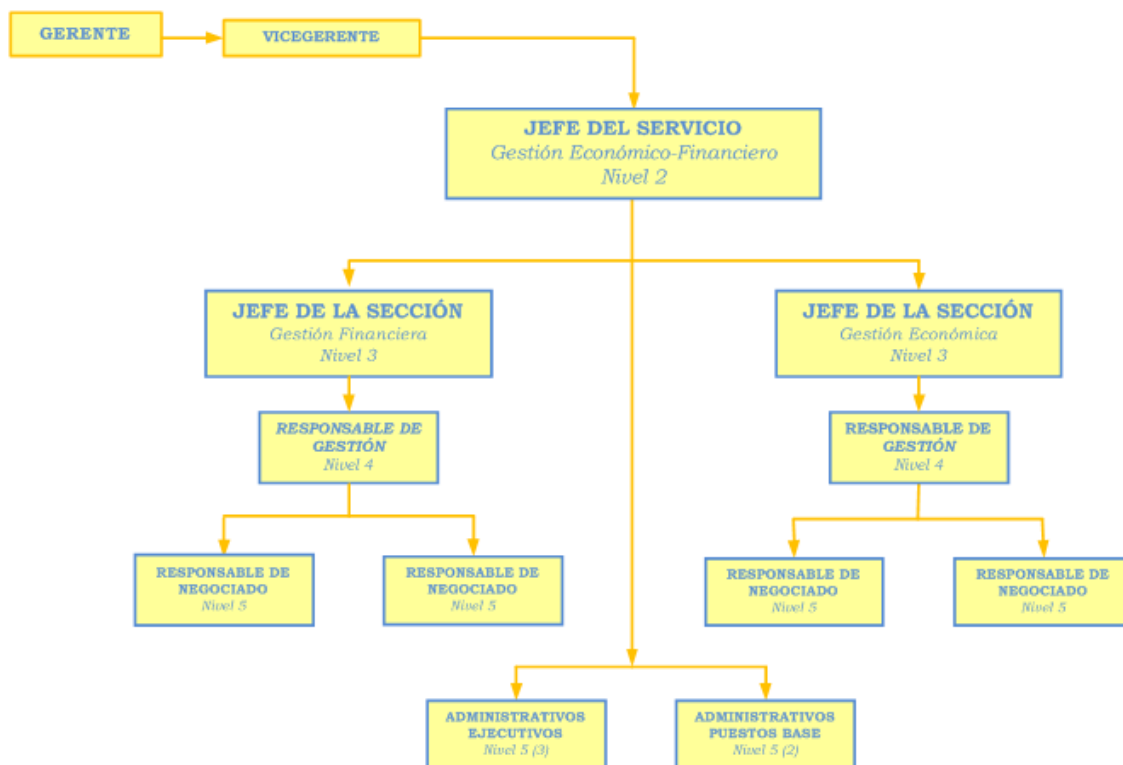 GERENTE
VICEGERENTE
JEFE DEL SERVICIO
Gestión Económico-Financiero
Nivel 2
JEFE DE LA SECCIÓN
Gestión Financiera
Nivel 3
JEFE DE LA SECCIÓN
Gestión Económica
Nivel 3
RESPONSABLE DE
GESTIÓN
Nivel 4
RESPONSABLE DE
GESTIÓN
Nivel 4
RESPONSABLE DE
NEGOCIADO
Nivel 5
RESPONSABLE DE
NEGOCIADO
Nivel 5
RESPONSABLE DE
NEGOCIADO
Nivel 5
RESPONSABLE DE
NEGOCIADO
Nivel 5
ADMINISTRATIVOS
EJECUTIVOS
Nivel 5 (3)
ADMINISTRATIVOS
PUESTOS BASE
Nivel 5 (2)